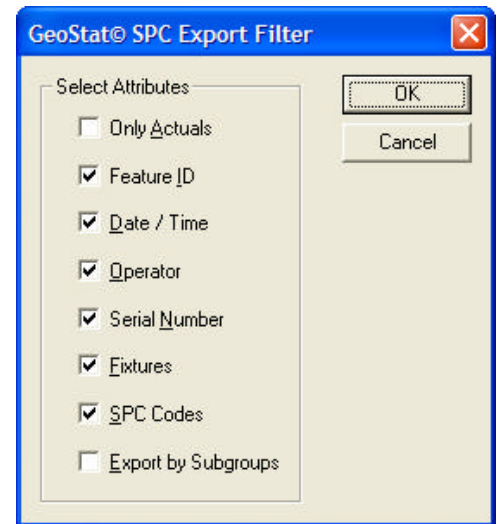 GeoStat© SPC Export Filter
Select Attributes
OK
Only Actuals
Cancel
Feature ID
Date / Time
Operator
Serial Number
Fixtures
SPC Codes
Export by Subgroups